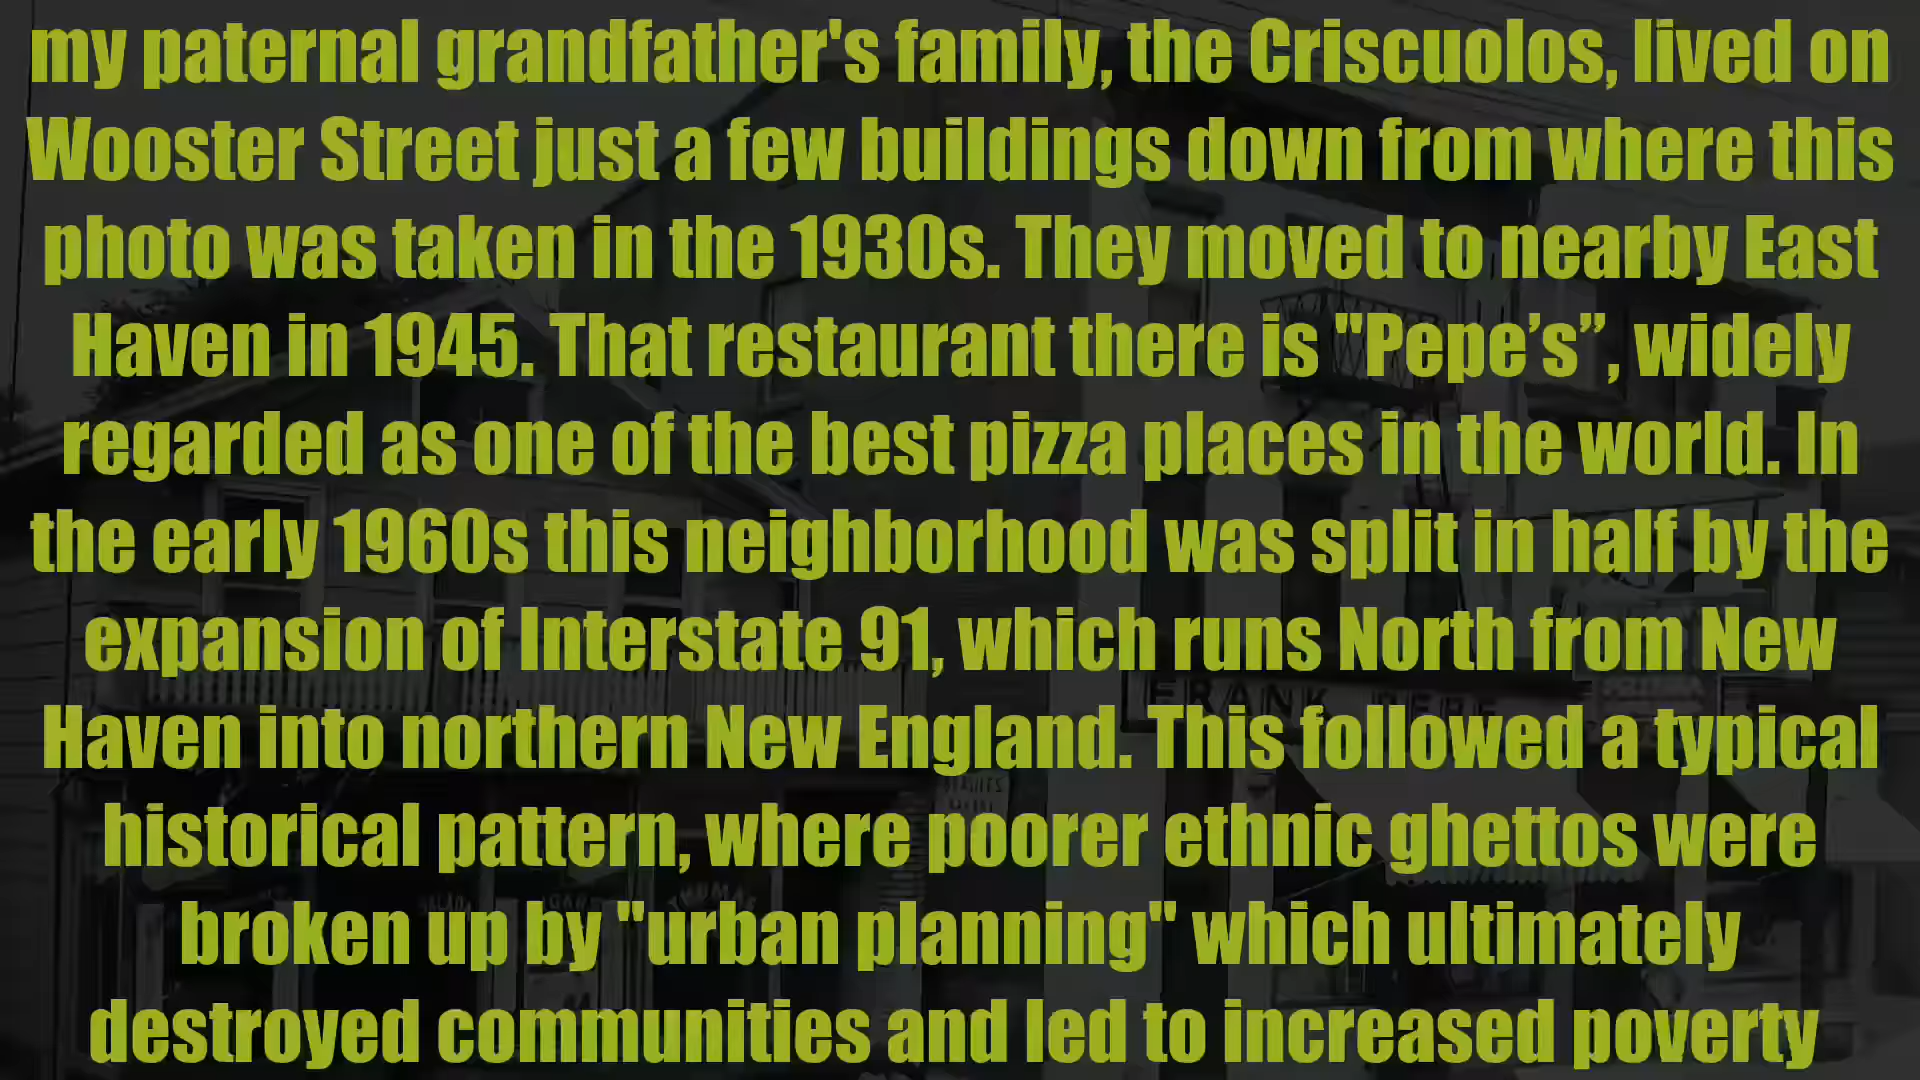 my paternal grandfather's family, the Criscuolos, lived on
Wooster Street just a few buildings down from where this
photo was taken in the 1930s. They moved to nearby East
Haven in 1945. That restaurant there is "Pepe’s”, widely
regarded as one of the best pizza places in the world. In
the early 1960s this neighborhood was split in half by the
expansion of Interstate 91, which runs North from New
Haven into northern New England. This followed a typical
historical pattern, where poorer ethnic ghettos were
broken up by "urban planning" which ultimately
destroyed communities and led to increased poverty
FRANK PEPE